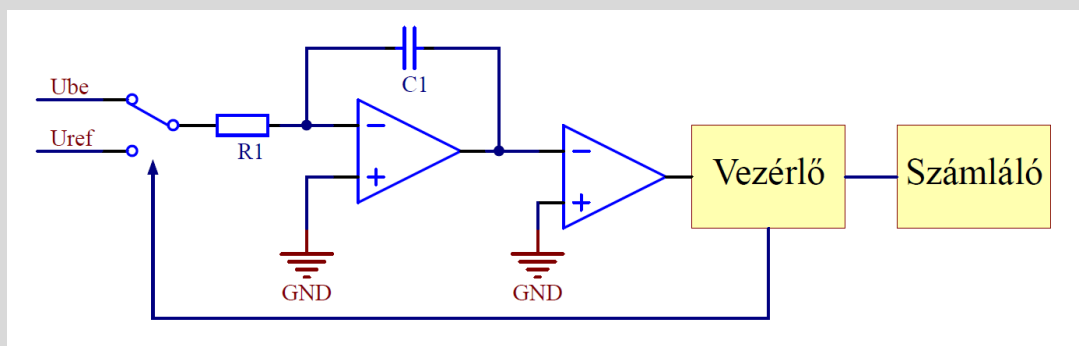 Ube
Uref
R1
C1
−
+
GND
−
+
GND
Vezérlő
Számláló